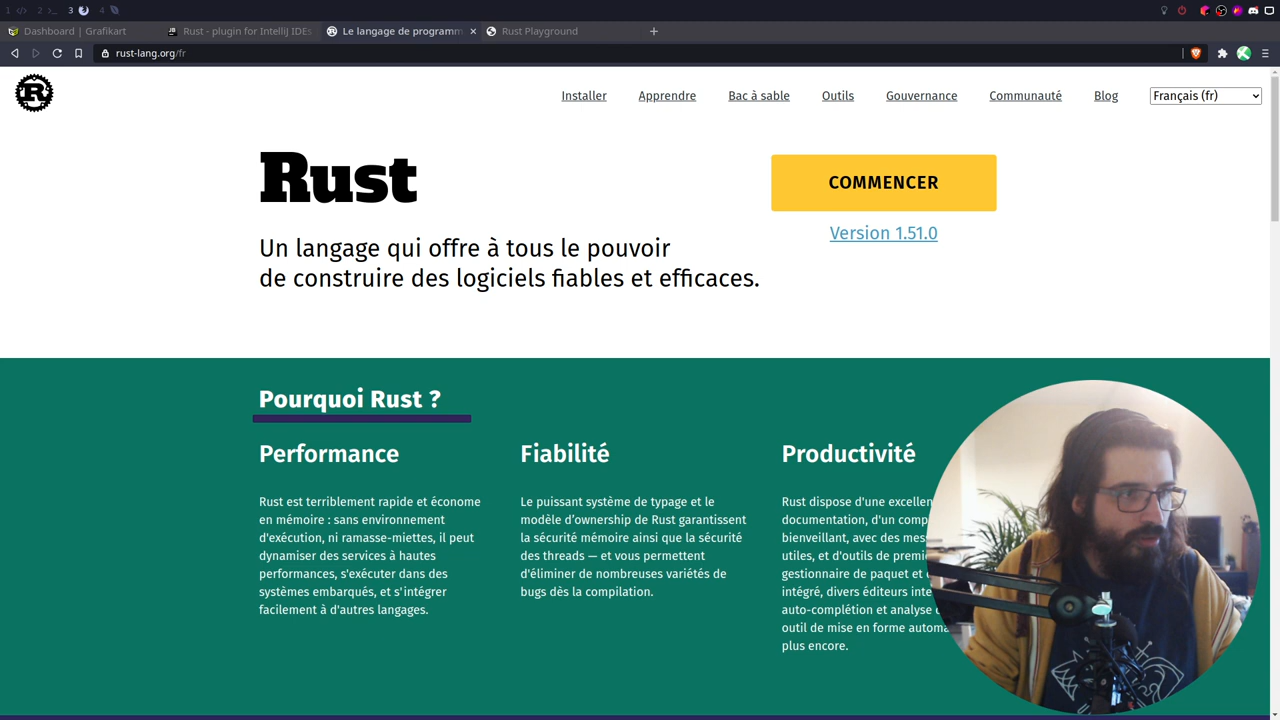 1 2 3 4
Dashboard | Grafikart
Rust - plugin for IntelliJ IDEs
Le langage de programm
Rust Playground
rust-lang.org/fr
Installer
Apprendre
Bac à sable
Outils
Gouvernance
Communauté
Blog
Français (fr)
R
Rust
COMMENCER
Version 1.51.0
Un langage qui offre à tous le pouvoir
de construire des logiciels fiables et efficaces.
Pourquoi Rust ?
Performance
Rust est terriblement rapide et économe
en mémoire : sans environnement
d'exécution, ni ramasse-miettes, il peut
dynamiser des services à hautes
performances, s'exécuter dans des
systèmes embarqués, et s'intégrer
facilement à d'autres langages.
Fiabilité
Le puissant système de typage et le
modèle d’ownership de Rust garantissent
la sécurité mémoire ainsi que la sécurité
des threads — et vous permettent
d'éliminer de nombreuses variétés de
bugs dès la compilation.
Productivité
Rust dispose d'une excellen
documentation, d'un comp
bienveillant, avec des mes
utiles, et d'outils de premi
gestionnaire de paquet et
intégré, divers éditeurs inte
auto-complétion et analyse
outil de mise en forme autom
plus encore.